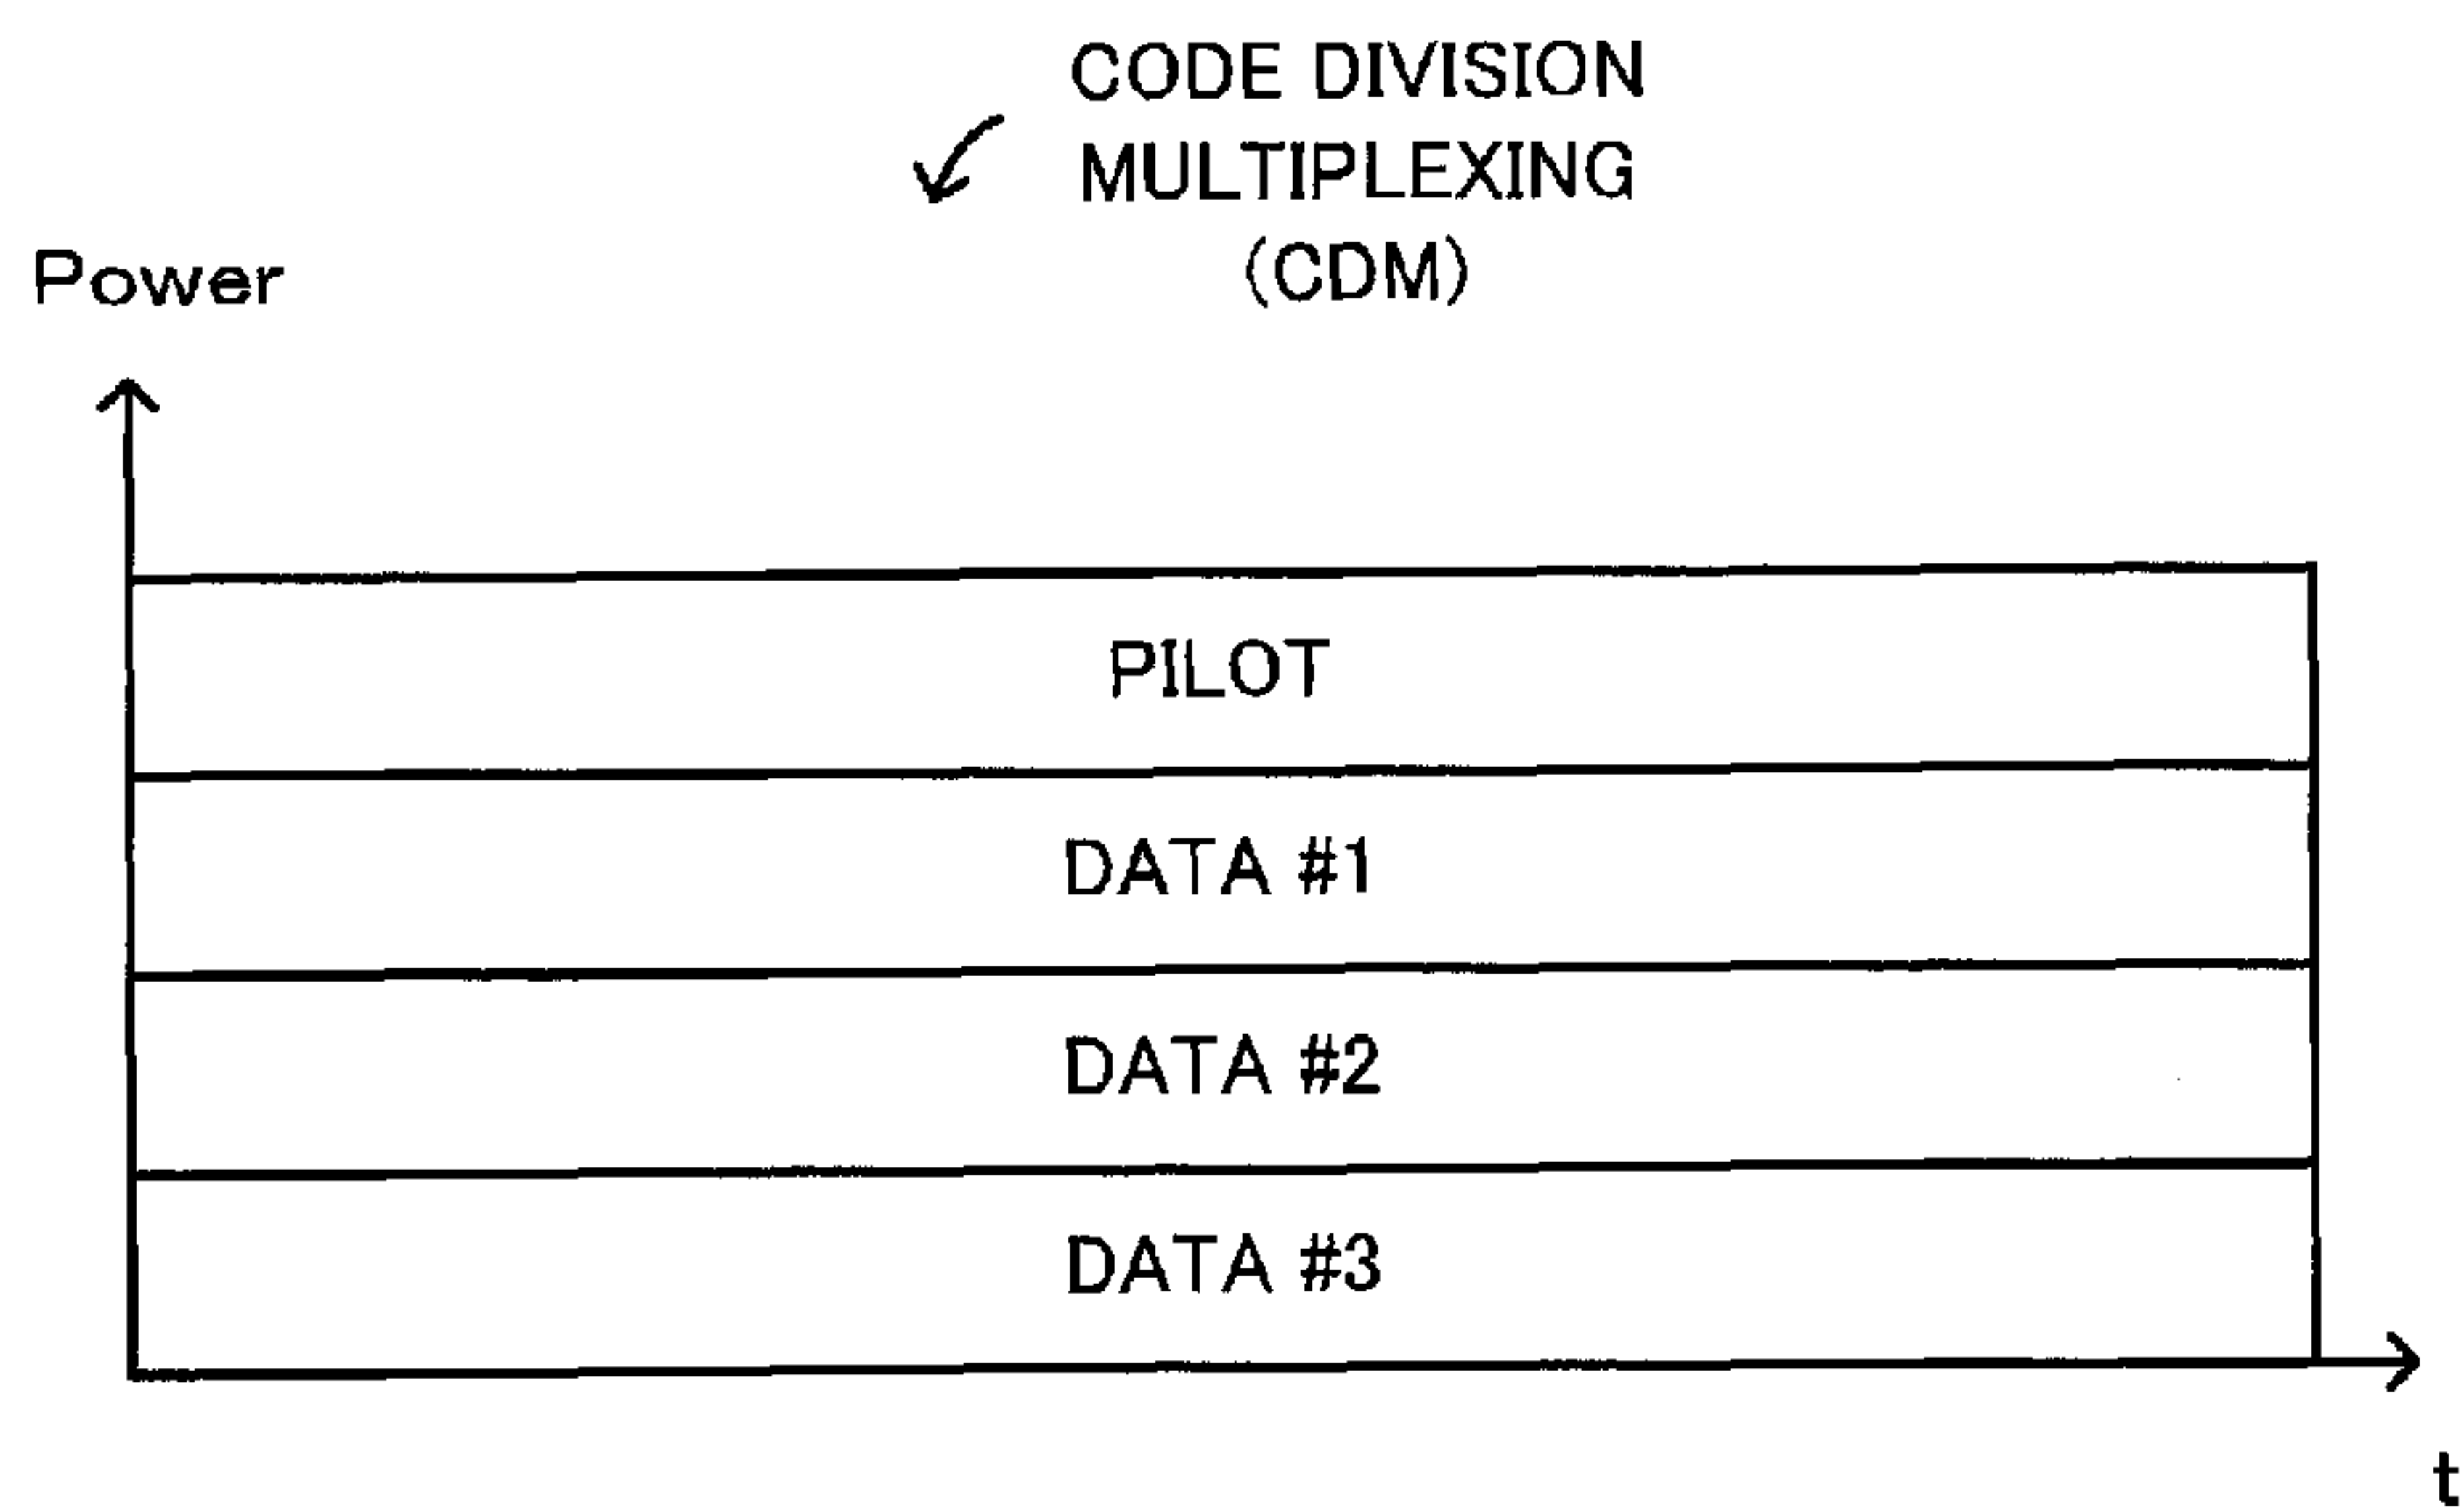 CODE DIVISION
MULTIPLEXING
(CDM)
Power
PILOT
DATA #1
DATA #2
DATA #3
t